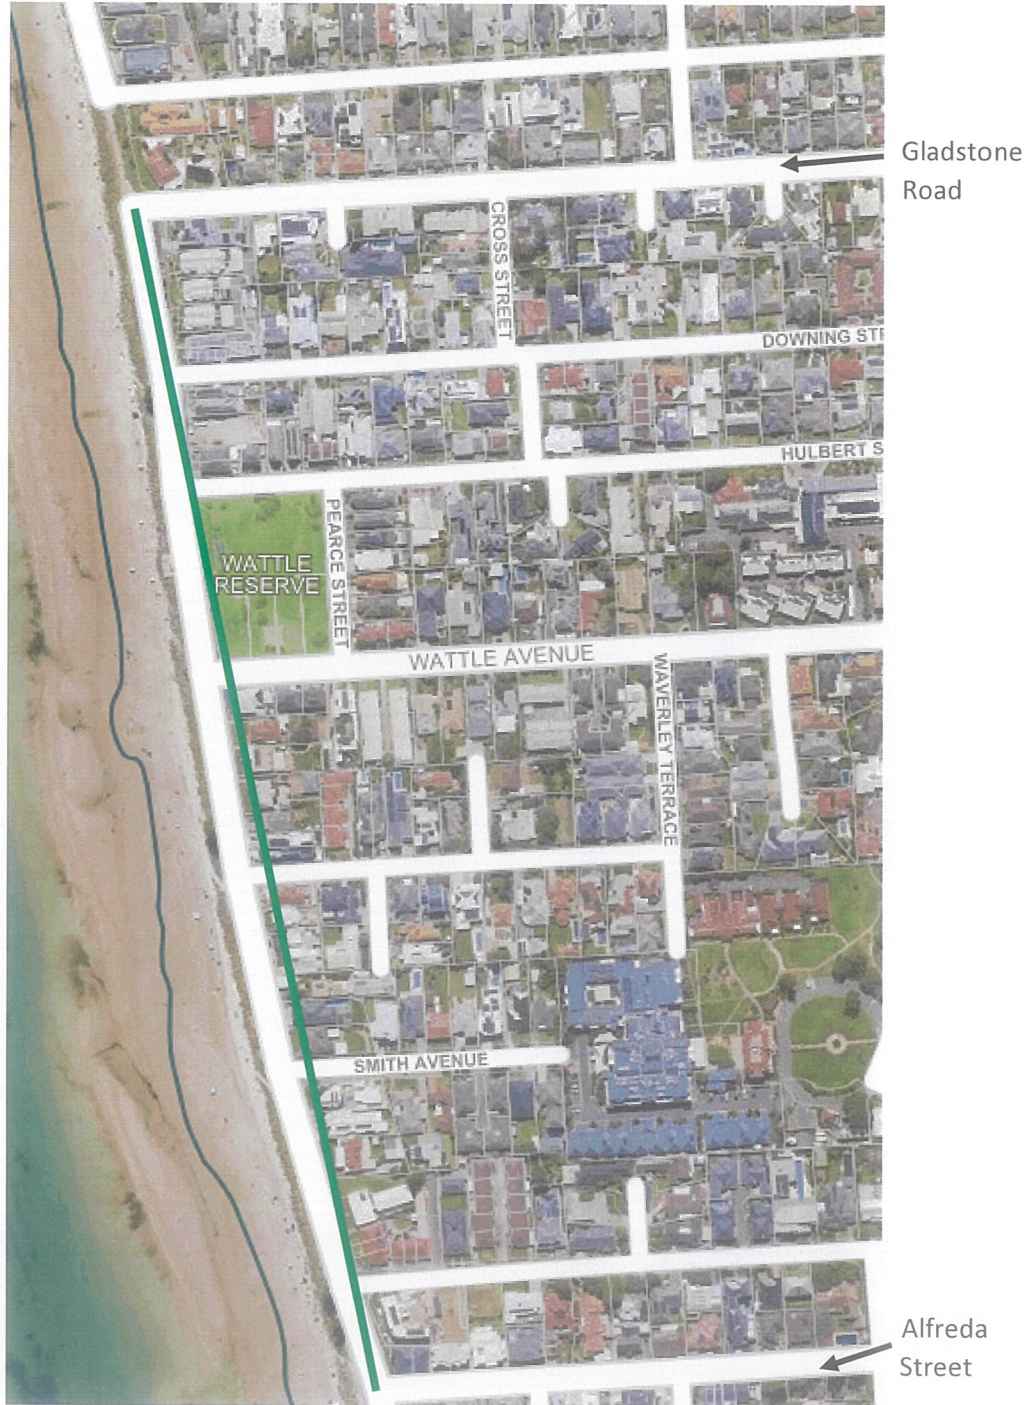 Gladstone
Road
CROSS STREET
DOWNING STR
HULBERT S
PEARCE STREET
WATTLE
RESERVE
WATTLE AVENUE
WAVERLEY TERRACE
SMITH AVENUE
Alfreda
Street